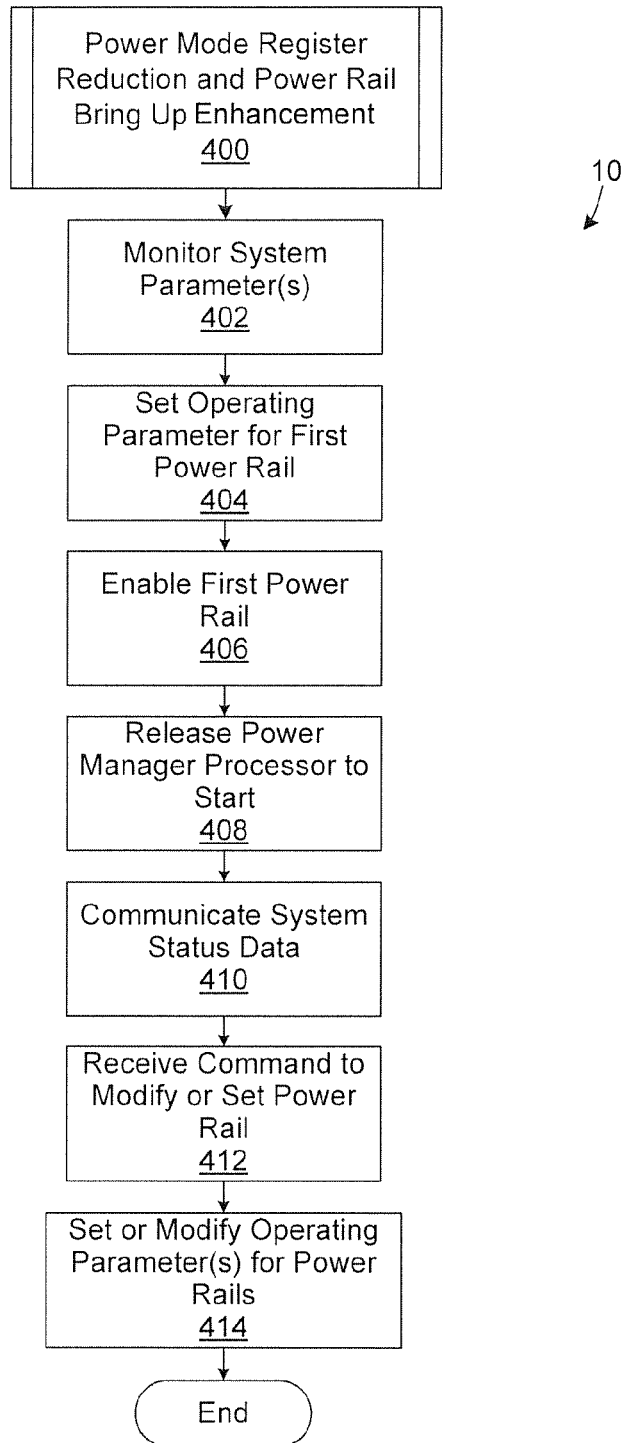 Power Mode Register
Reduction and Power Rail
Bring Up Enhancement
400
10
Monitor System
Parameter(s)
402
Set Operating
Parameter for First
Power Rail
404
Enable First Power
Rail
406
Release Power
Manager Processor to
Start
408
Communicate System
Status Data
410
Receive Command to
Modify or Set Power
Rail
412
Set or Modify Operating
Parameter(s) for Power
Rails
414
End